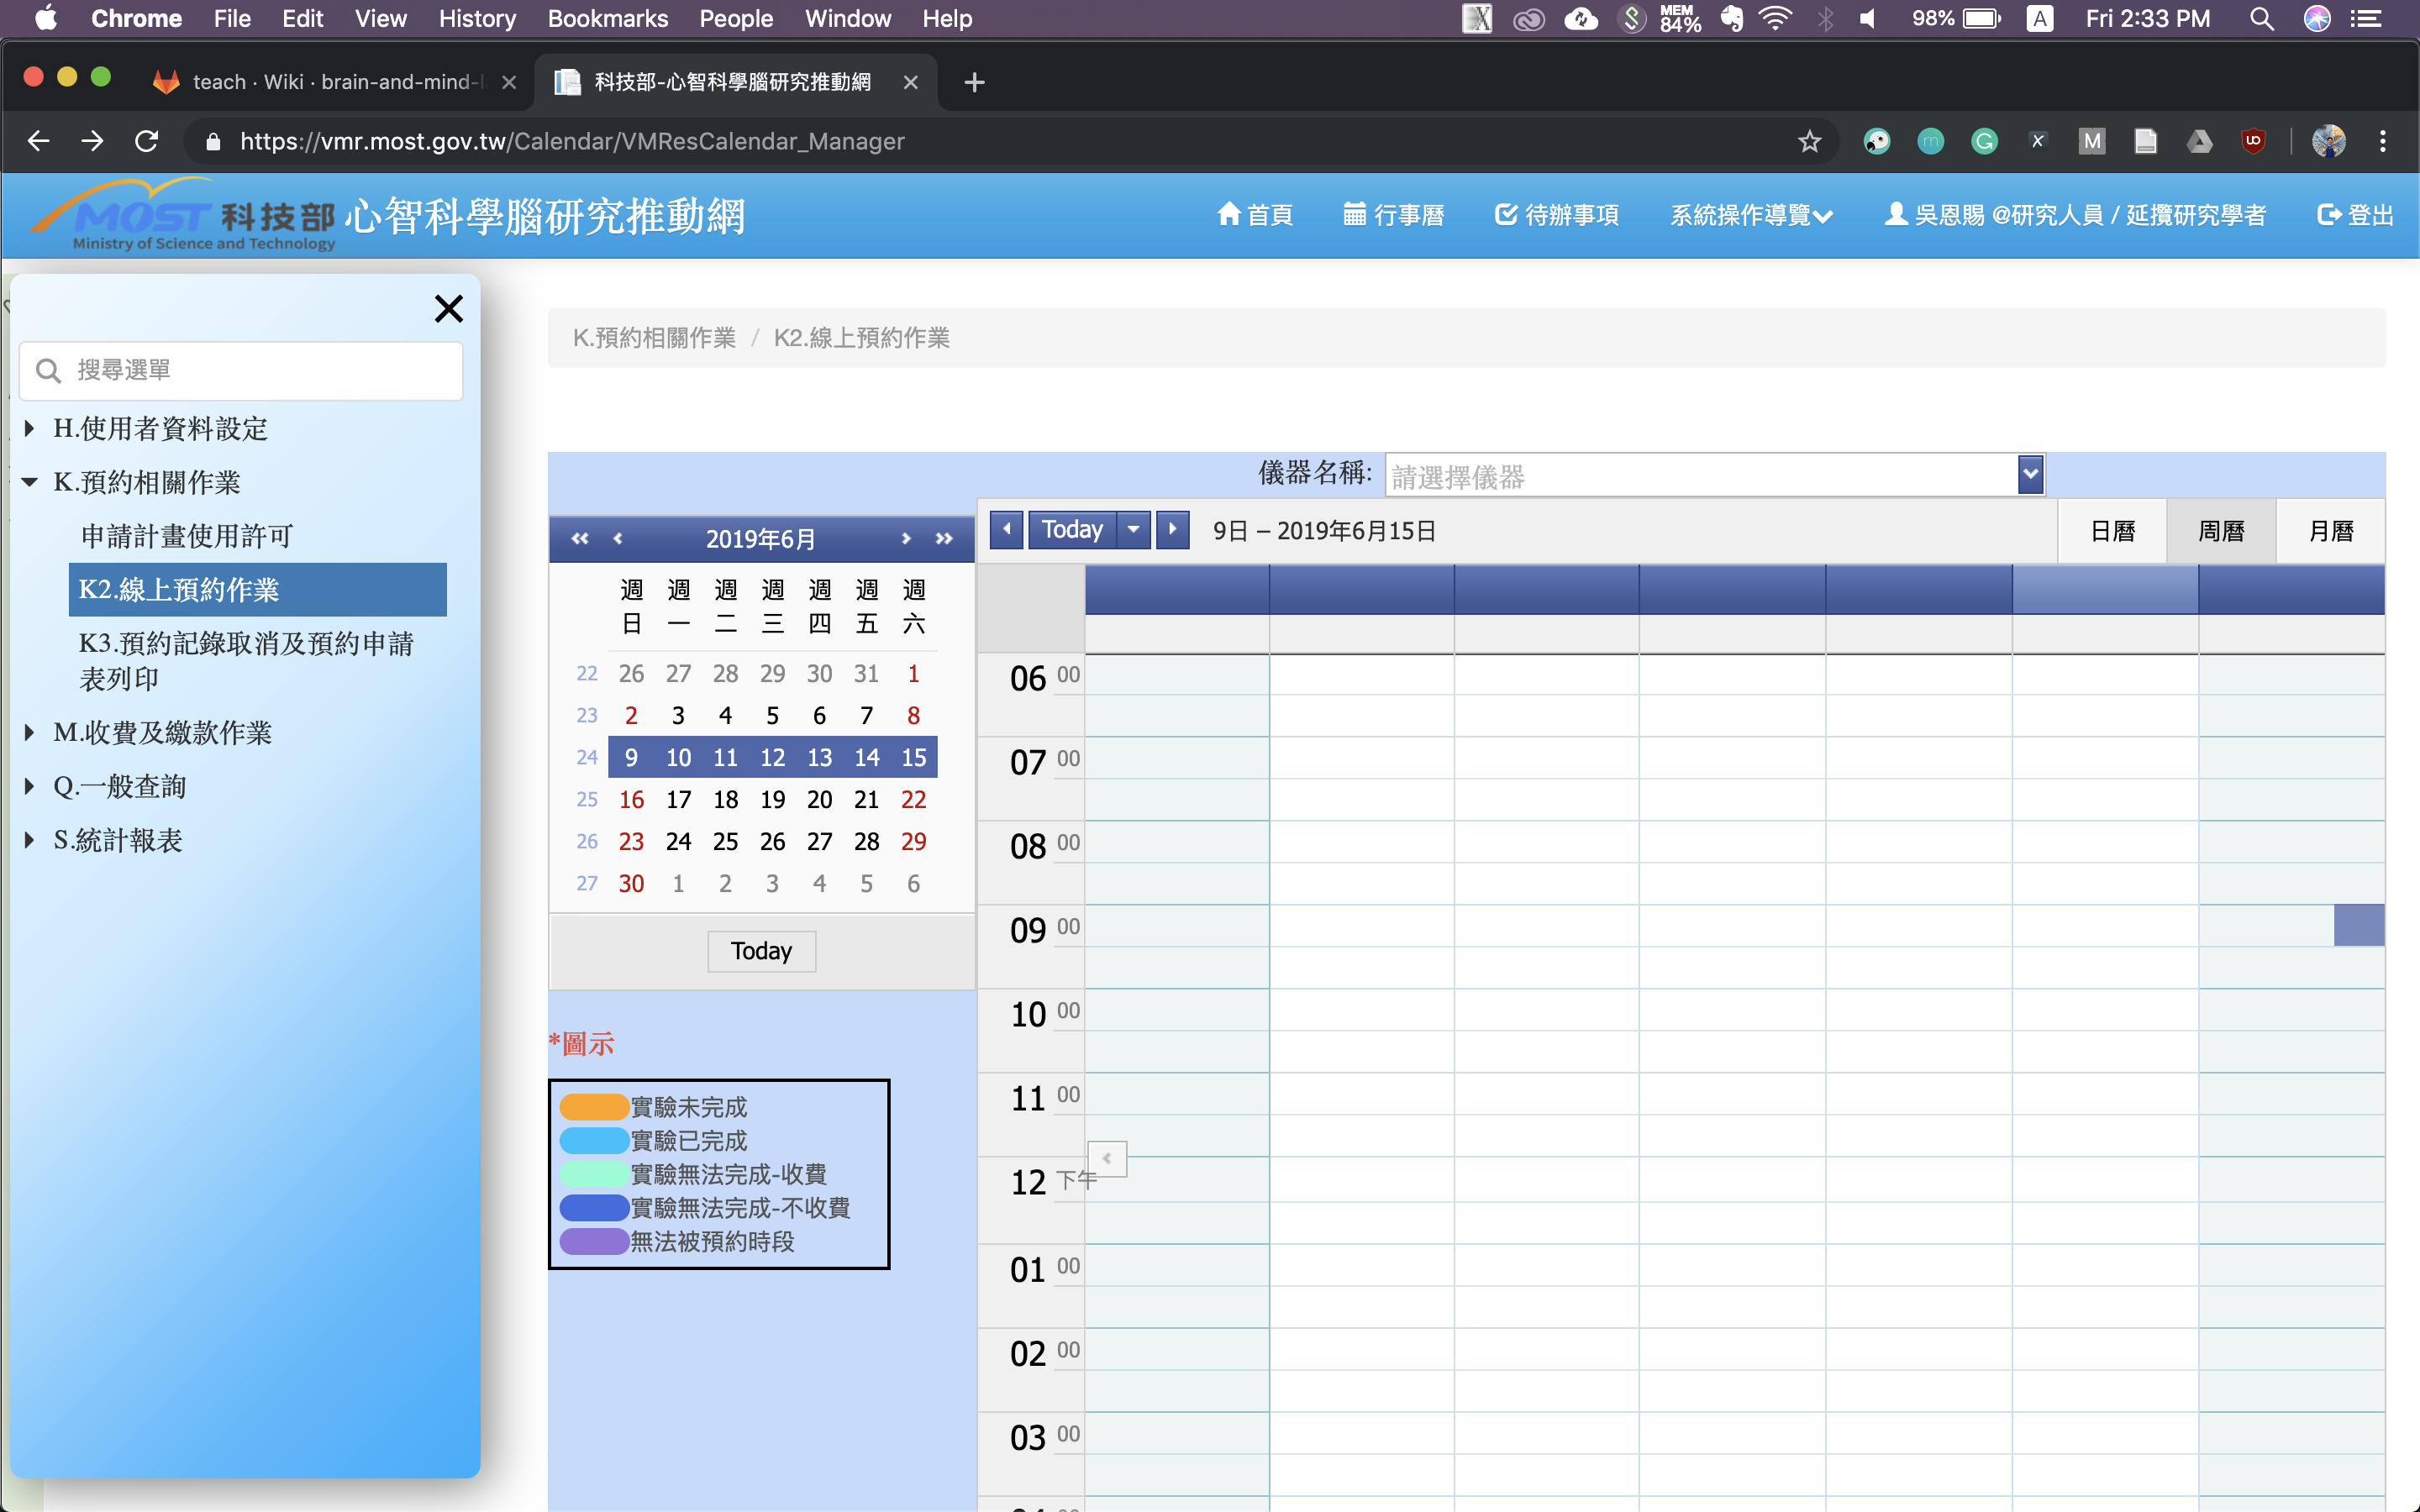 Chrome File Edit View History Bookmarks People Window Help MEM 84% 98% A Fri 2:33 PM
teach · Wiki · brain-and-mind-l
科技部-心智科學腦研究推動網
https://vmr.most.gov.tw/Calendar/VMResCalendar_Manager
MOST 科技部 心智科學腦研究推動網
Ministry of Science and Technology
首頁 行事曆 待辦事項 系統操作導覽 吳恩賜 @研究人員 / 延攬研究學者 登出
搜尋選單
H.使用者資料設定
K.預約相關作業
申請計畫使用許可
K2.線上預約作業
K3.預約記錄取消及預約申請
表列印
M.收費及繳款作業
Q.一般查詢
S.統計報表
K.預約相關作業 / K2.線上預約作業
儀器名稱: 請選擇儀器
2019年6月
週日 週一 週二 週三 週四 週五 週六
22 26 27 28 29 30 31 1
23 2 3 4 5 6 7 8
24 9 10 11 12 13 14 15
25 16 17 18 19 20 21 22
26 23 24 25 26 27 28 29
27 30 1 2 3 4 5 6
Today
*圖示
實驗未完成
實驗已完成
實驗無法完成-收費
實驗無法完成-不收費
無法被預約時段
Today 9日 – 2019年6月15日 日曆 周曆 月曆
06 00
07 00
08 00
09 00
10 00
11 00
12 下午
01 00
02 00
03 00